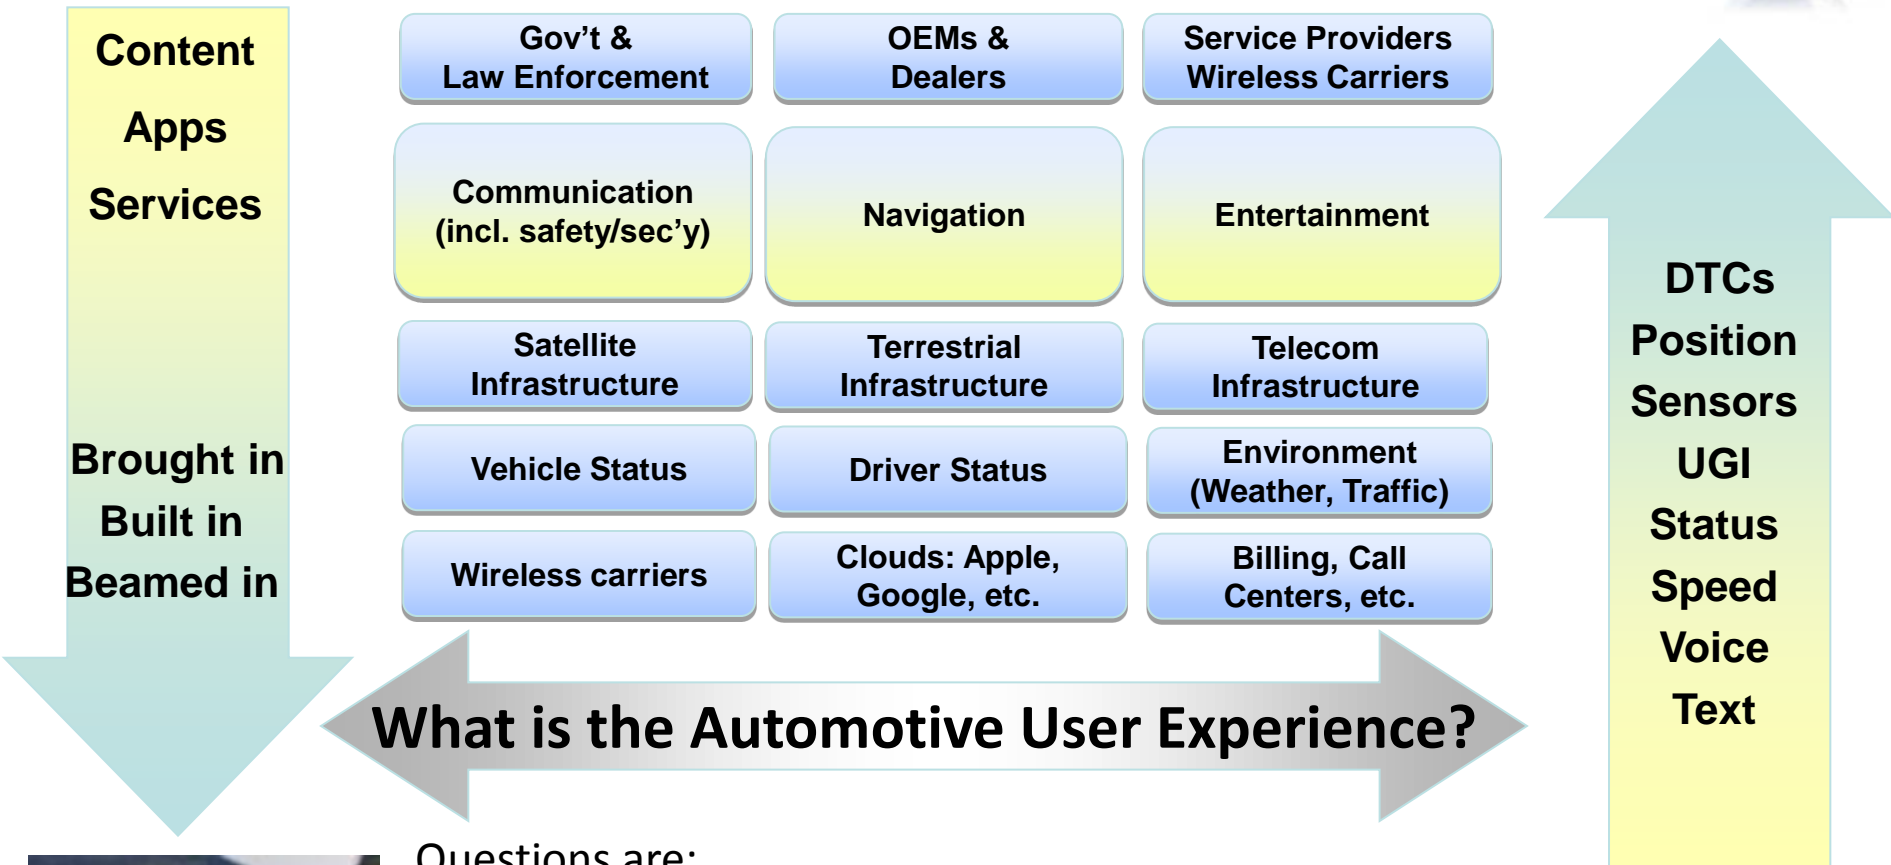 Content
Apps
Services
Brought in
Built in
Beamed in
Gov't &
Law Enforcement
OEMs &
Dealers
Service Providers
Wireless Carriers
Communication
(incl. safety/sec'y)
Navigation
Entertainment
Satellite
Infrastructure
Terrestrial
Infrastructure
Telecom
Infrastructure
Vehicle Status
Driver Status
Environment
(Weather, Traffic)
Wireless carriers
Clouds: Apple,
Google, etc.
Billing, Call
Centers, etc.
What is the Automotive User Experience?
DTCs
Position
Sensors
UGI
Status
Speed
Voice
Text
Questions are: